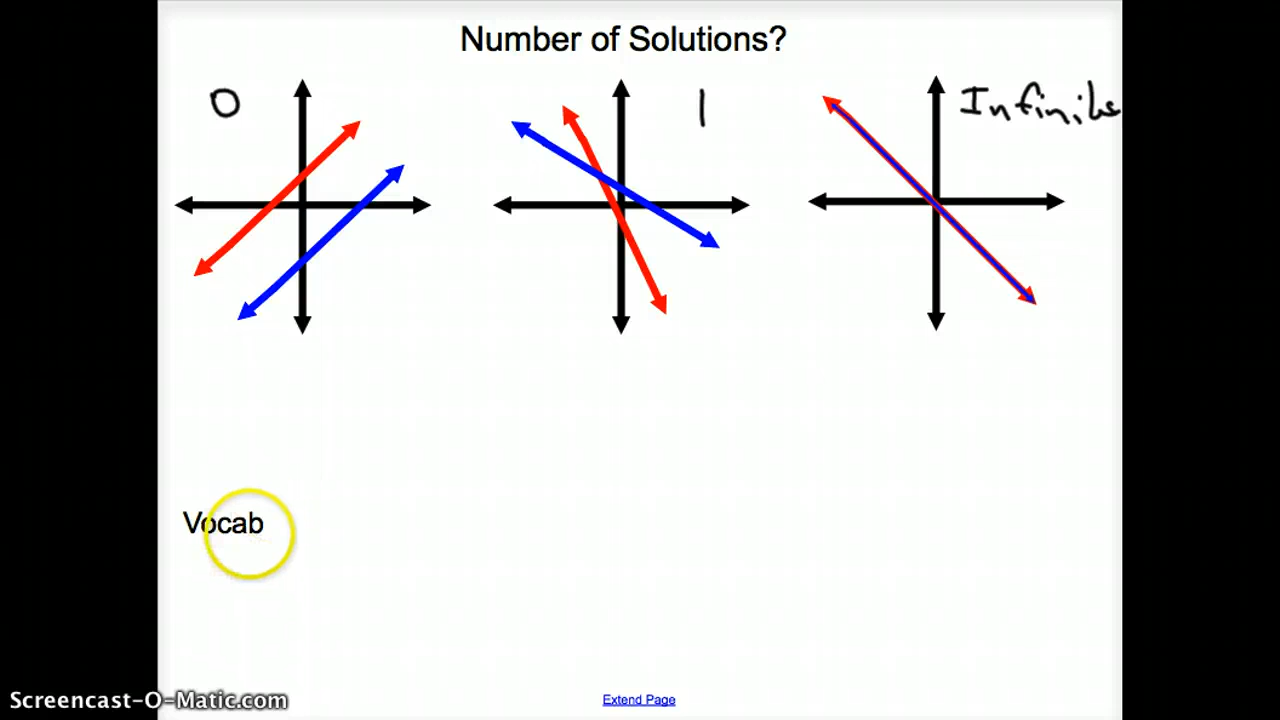 Number of Solutions?
0
1
Infinite
Vocab
Screencast-O-Matic.com
Extend Page